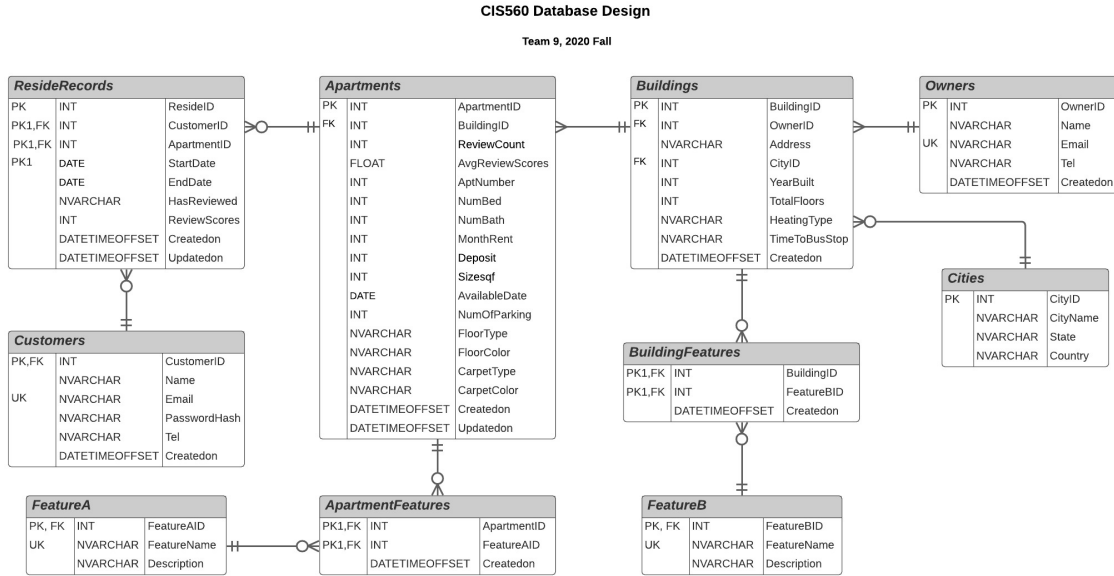 CIS560 Database Design
Team 9, 2020 Fall
ResideRecords
PK INT ResideID
PK1,FK INT CustomerID
PK1,FK INT ApartmentID
PK1 DATE StartDate
DATE EndDate
NVARCHAR HasReviewed
INT ReviewScores
DATETIMEOFFSET Createdon
DATETIMEOFFSET Updatedon
Apartments
PK INT ApartmentID
FK INT BuildingID
INT ReviewCount
FLOAT AvgReviewScores
INT AptNumber
INT NumBed
INT NumBath
INT MonthRent
INT Deposit
INT Sizesqf
DATE AvailableDate
INT NumOfParking
NVARCHAR FloorType
NVARCHAR FloorColor
NVARCHAR CarpetType
NVARCHAR CarpetColor
DATETIMEOFFSET Createdon
DATETIMEOFFSET Updatedon
Buildings
PK INT BuildingID
FK INT OwnerID
NVARCHAR Address
FK INT CityID
INT YearBuilt
INT TotalFloors
NVARCHAR HeatingType
NVARCHAR TimeToBusStop
DATETIMEOFFSET Createdon
Owners
PK INT OwnerID
NVARCHAR Name
UK NVARCHAR Email
NVARCHAR Tel
DATETIMEOFFSET Createdon
Cities
PK INT CityID
NVARCHAR CityName
NVARCHAR State
NVARCHAR Country
Customers
PK,FK INT CustomerID
NVARCHAR Name
UK NVARCHAR Email
NVARCHAR PasswordHash
NVARCHAR Tel
DATETIMEOFFSET Createdon
BuildingFeatures
PK1,FK INT BuildingID
PK1,FK INT FeatureBID
DATETIMEOFFSET Createdon
FeatureA
PK, FK INT FeatureAID
UK NVARCHAR FeatureName
NVARCHAR Description
ApartmentFeatures
PK1,FK INT ApartmentID
PK1,FK INT FeatureAID
DATETIMEOFFSET Createdon
FeatureB
PK, FK INT FeatureBID
UK NVARCHAR FeatureName
NVARCHAR Description